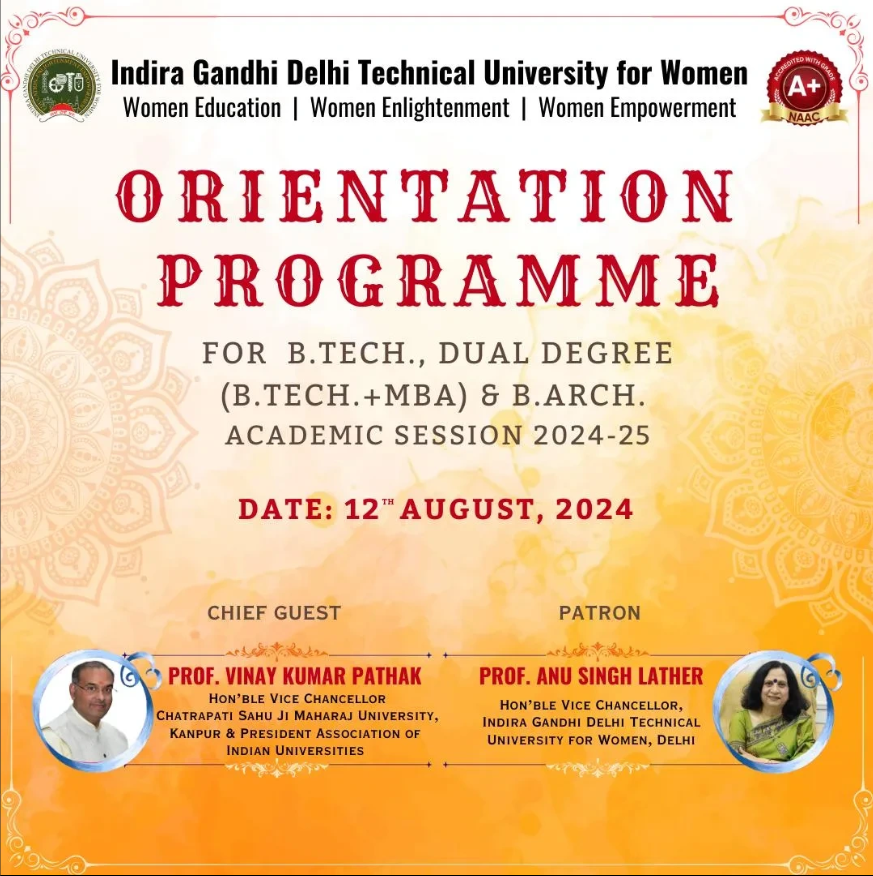 Indira Gandhi Delhi Technical University for Women
Women Education | Women Enlightenment | Women Empowerment
ACCREDITED WITH GRADE
A+
NAAC
ORIENTATION
PROGRAMME
FOR B.TECH., DUAL DEGREE
(B.TECH.+MBA) & B.ARCH.
ACADEMIC SESSION 2024-25
DATE: 12TH AUGUST, 2024
CHIEF GUEST
PROF. VINAY KUMAR PATHAK
HON'BLE VICE CHANCELLOR
CHATRAPATI SAHU JI MAHARAJ UNIVERSITY,
KANPUR & PRESIDENT ASSOCIATION OF
INDIAN UNIVERSITIES
PATRON
PROF. ANU SINGH LATHER
HON'BLE VICE CHANCELLOR,
INDIRA GANDHI DELHI TECHNICAL
UNIVERSITY FOR WOMEN, DELHI